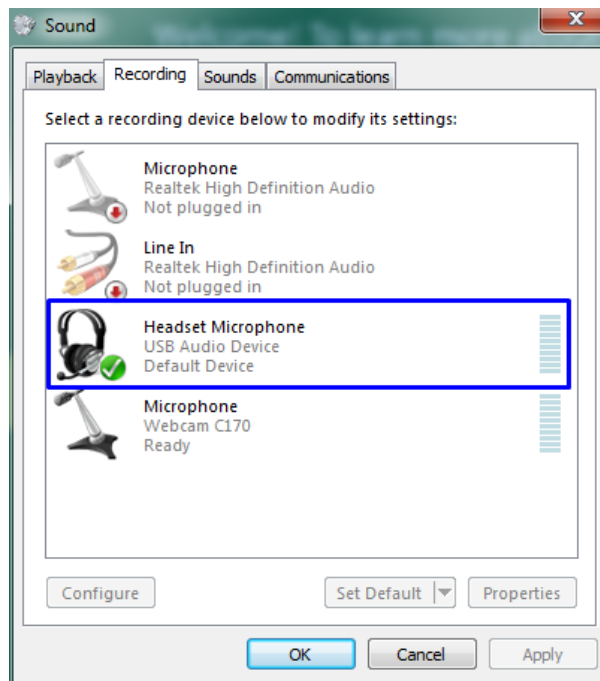 Sound
Playback Recording Sounds Communications
Select a recording device below to modify its settings:
Microphone
Realtek High Definition Audio
Not plugged in
Line In
Realtek High Definition Audio
Not plugged in
Headset Microphone
USB Audio Device
Default Device
Microphone
Webcam C170
Ready
Configure Set Default Properties
OK Cancel Apply